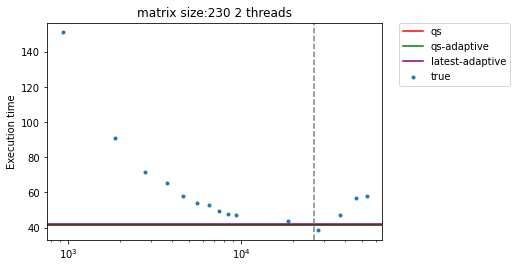 matrix size:230 2 threads
qs
qs-adaptive
latest-adaptive
true
Execution time
140
120
100
80
60
40
10³
10⁴